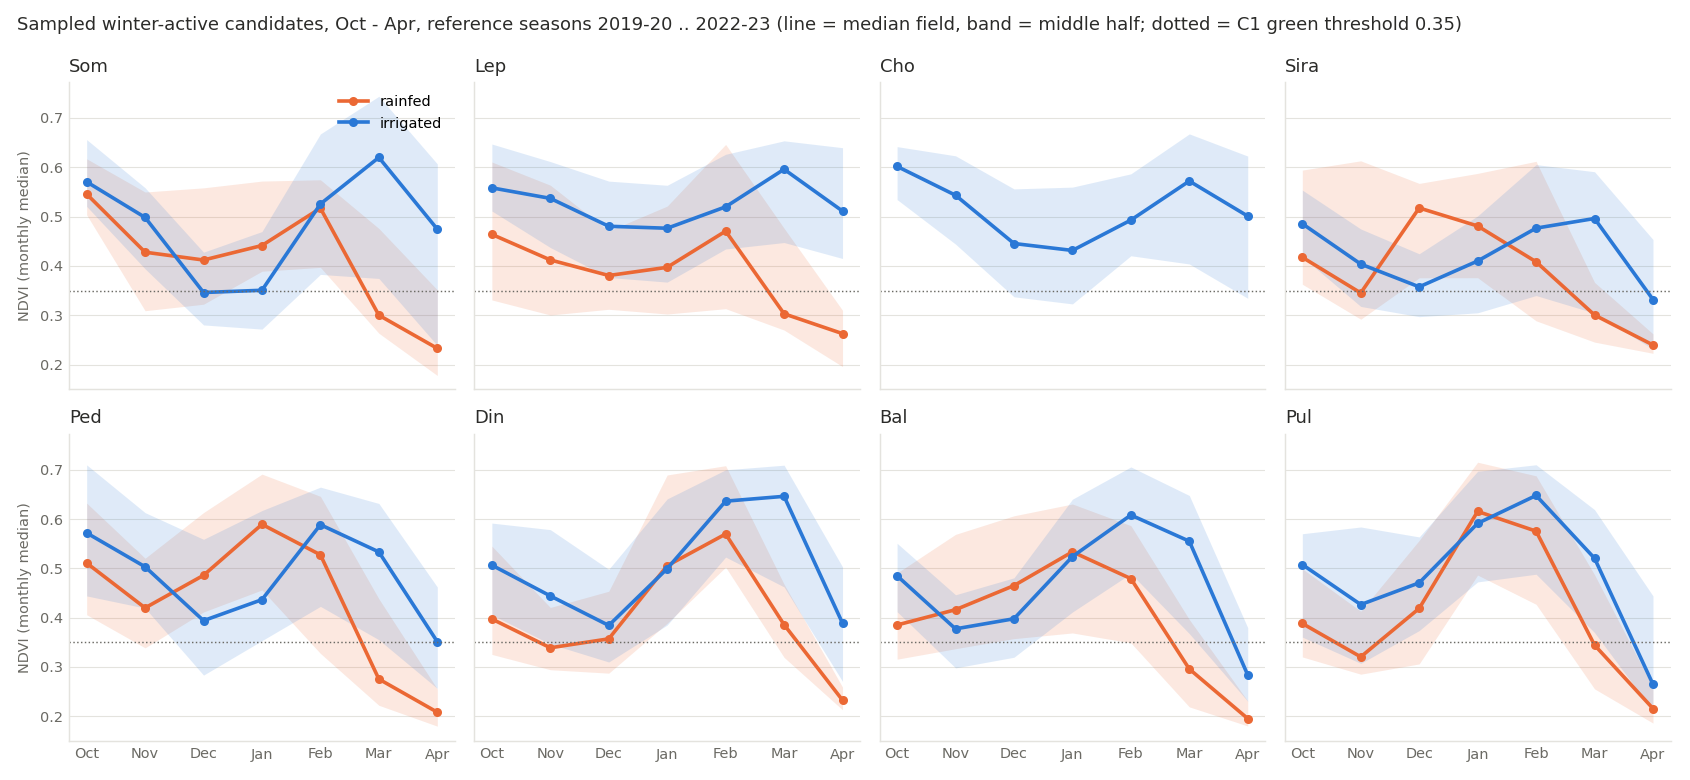 Sampled winter-active candidates, Oct - Apr, reference seasons 2019-20 .. 2022-23 (line = median field, band = middle half; dotted = C1 green threshold 0.35)
Som
Lep
Cho
Sira
rainfed
irrigated
NDVI (monthly median)
0.7
0.6
0.5
0.4
0.3
0.2
Ped
Din
Bal
Pul
NDVI (monthly median)
0.7
0.6
0.5
0.4
0.3
0.2
Oct Nov Dec Jan Feb Mar Apr
Oct Nov Dec Jan Feb Mar Apr
Oct Nov Dec Jan Feb Mar Apr
Oct Nov Dec Jan Feb Mar Apr